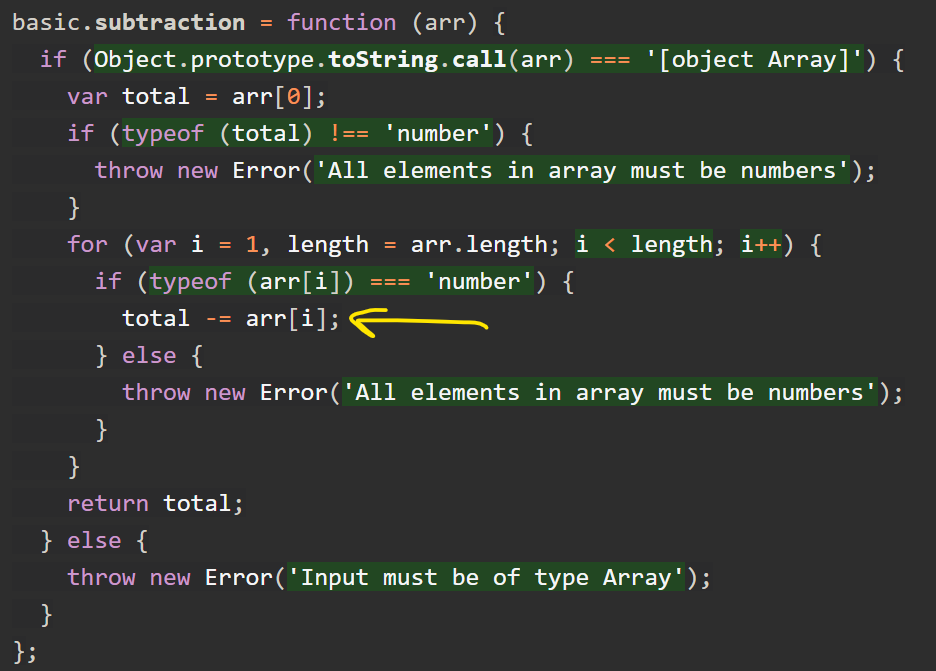 basic.subtraction = function (arr) {
  if (Object.prototype.toString.call(arr) === '[object Array]') {
    var total = arr[0];
    if (typeof (total) !== 'number') {
      throw new Error('All elements in array must be numbers');
    }
    for (var i = 1, length = arr.length; i < length; i++) {
      if (typeof (arr[i]) === 'number') {
        total -= arr[i];
      } else {
        throw new Error('All elements in array must be numbers');
      }
    }
    return total;
  } else {
    throw new Error('Input must be of type Array');
  }
};